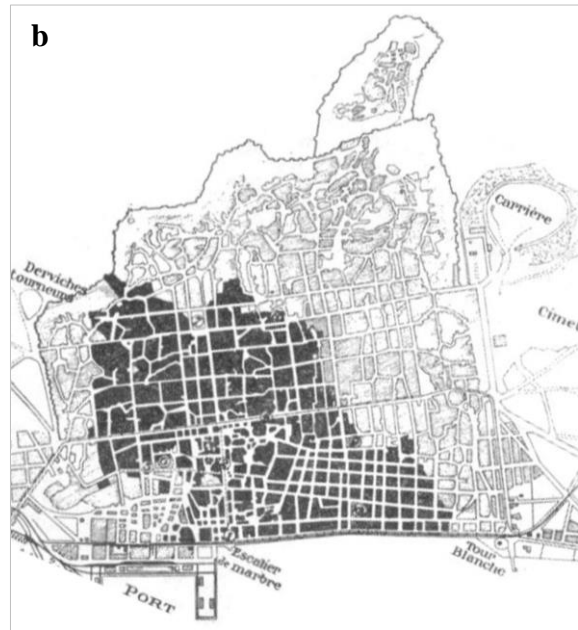 b
Carrière
Derviches
tourneurs
Cime
Escalier
de marbre
Tour
Blanche
PORT